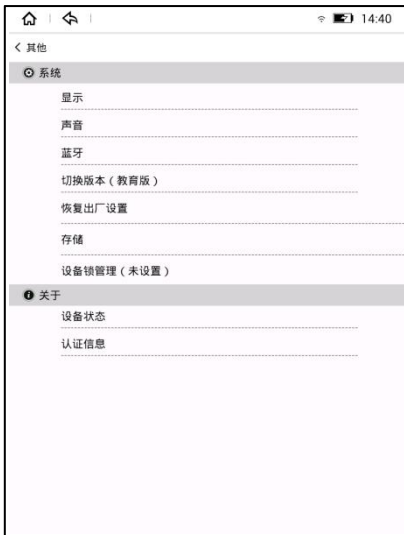 14:40
其他
系统
显示
声音
蓝牙
切换版本（教育版）
恢复出厂设置
存储
设备锁管理（未设置）
关于
设备状态
认证信息